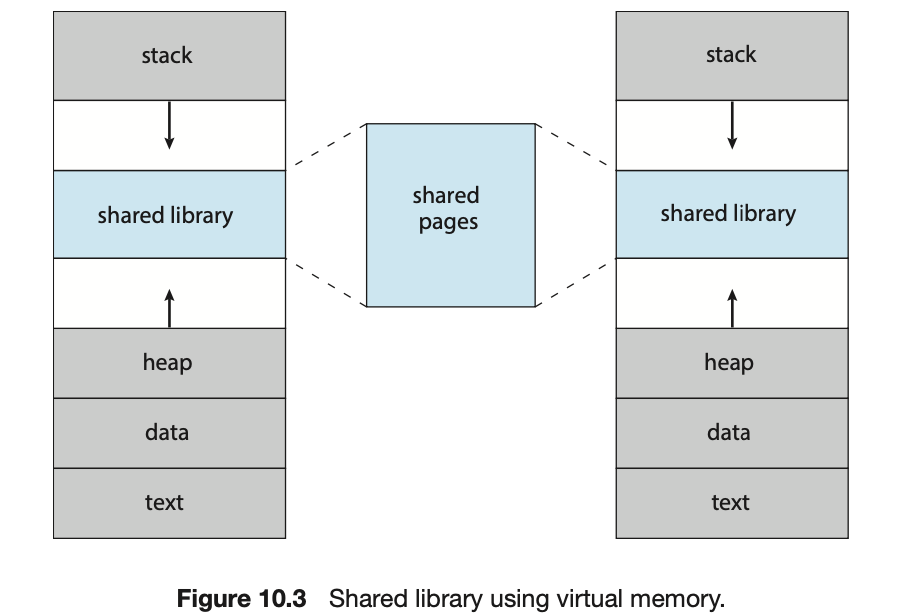 stack
shared library
heap
data
text
shared
pages
stack
shared library
heap
data
text
Figure 10.3 Shared library using virtual memory.